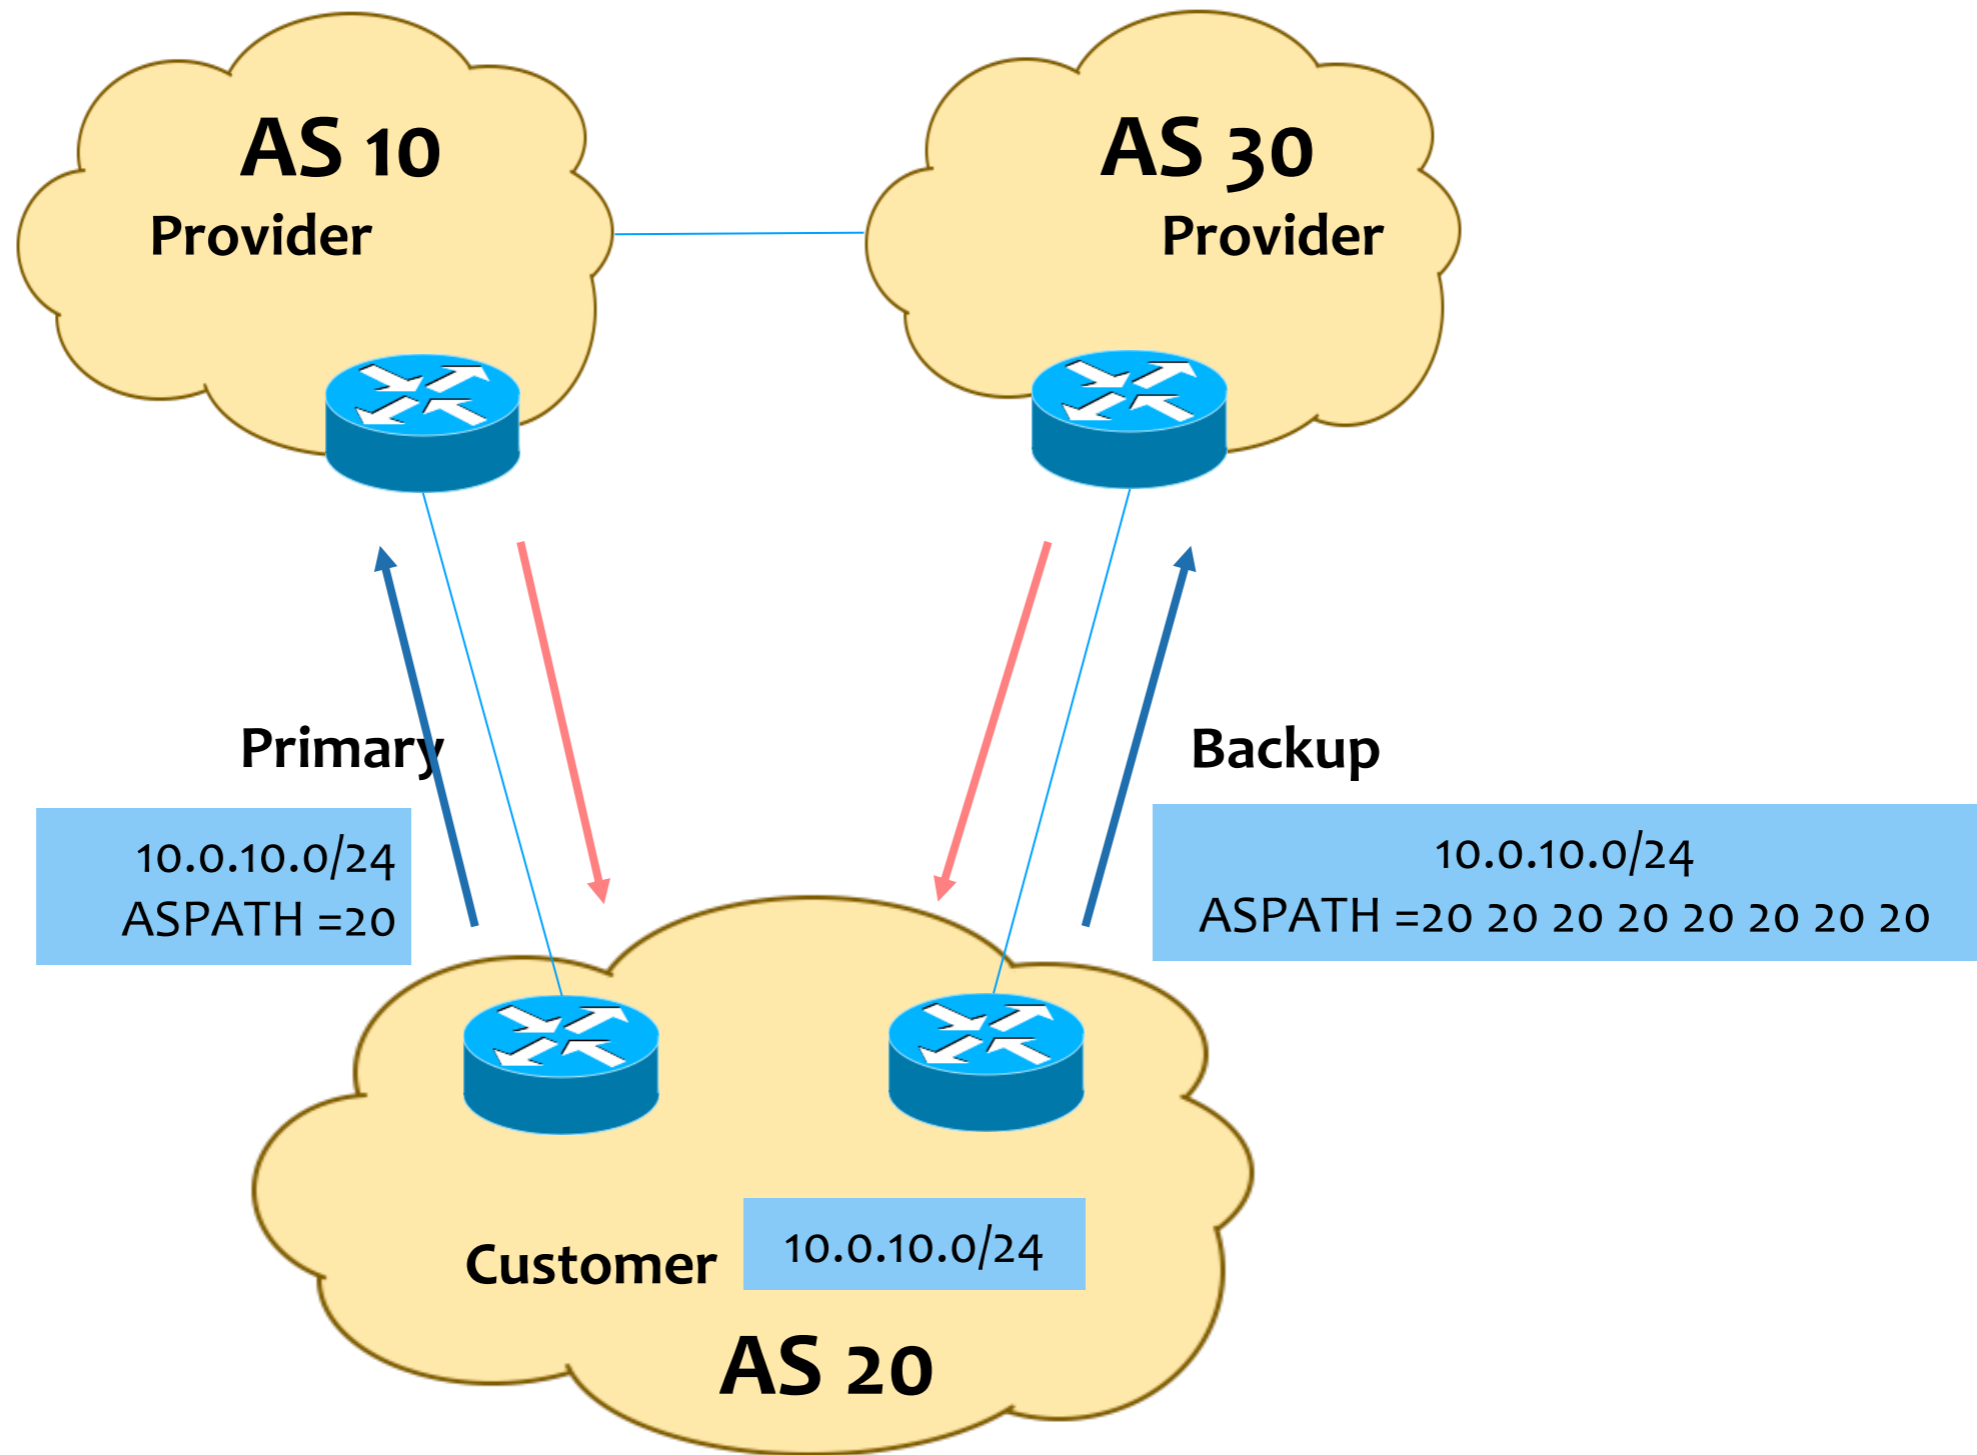 AS 10
Provider
AS 30
Provider
Primary
10.0.10.0/24
ASPATH =20
Backup
10.0.10.0/24
ASPATH =20 20 20 20 20 20 20 20
Customer
10.0.10.0/24
AS 20